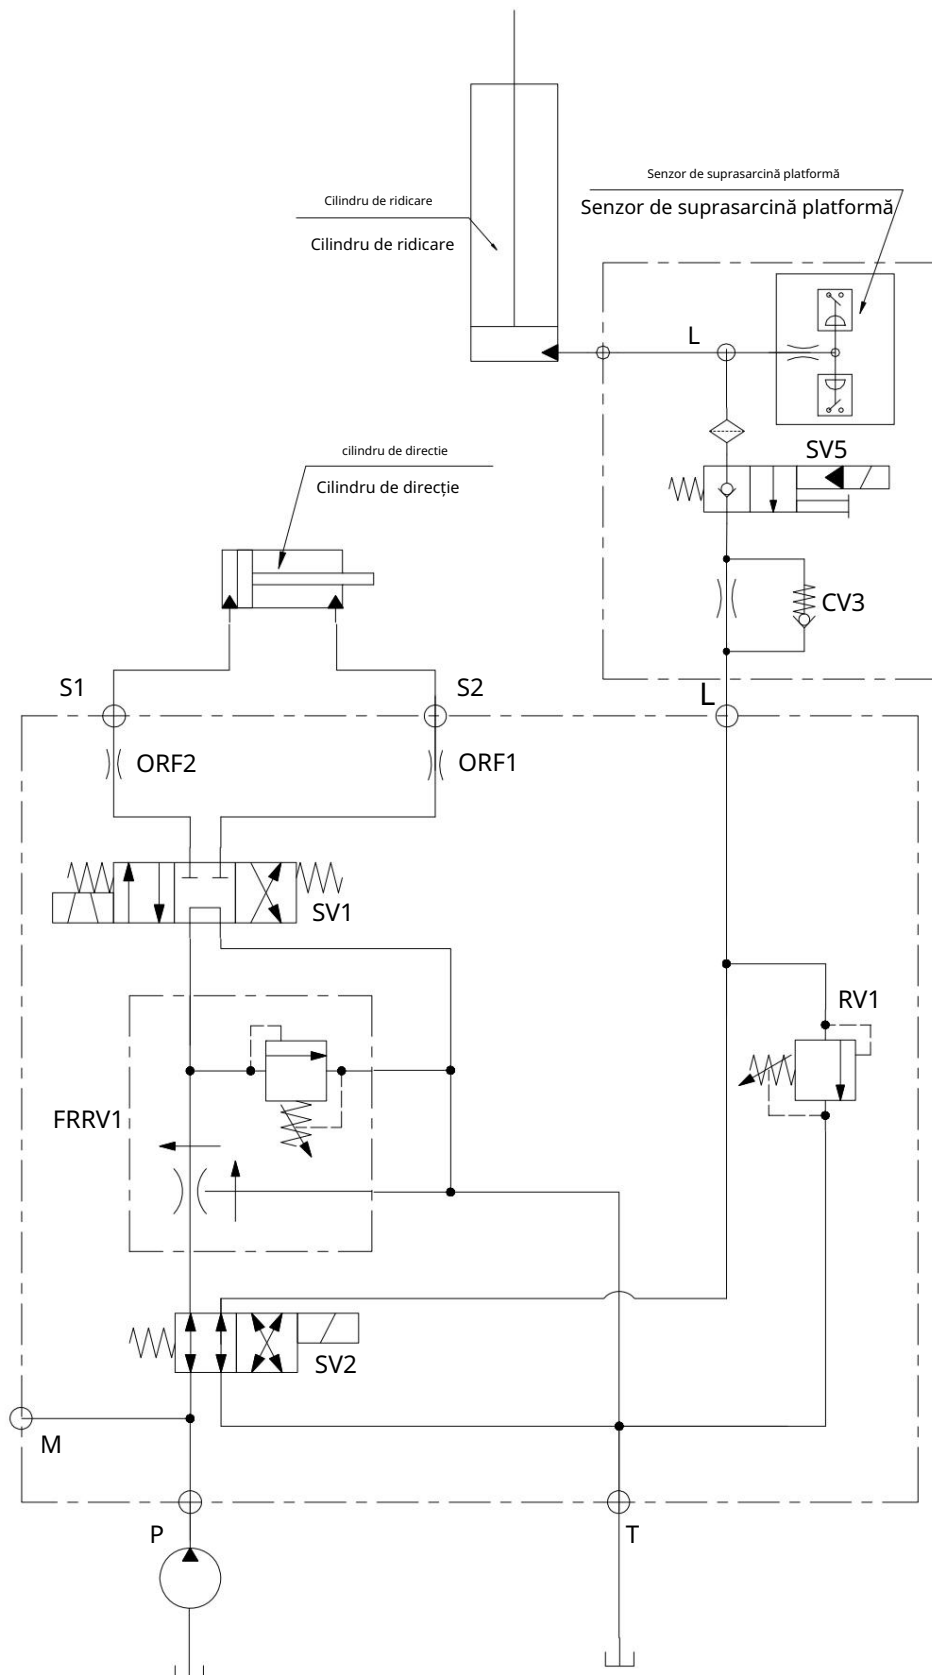 Senzor de suprasarcină platformă
Senzor de suprasarcină platformă
Cilindru de ridicare
Cilindru de ridicare
L
SV5
cilindru de directie
Cilindru de direcție
CV3
S1
S2
L
ORF2
ORF1
SV1
RV1
FRRV1
SV2
M
P
T